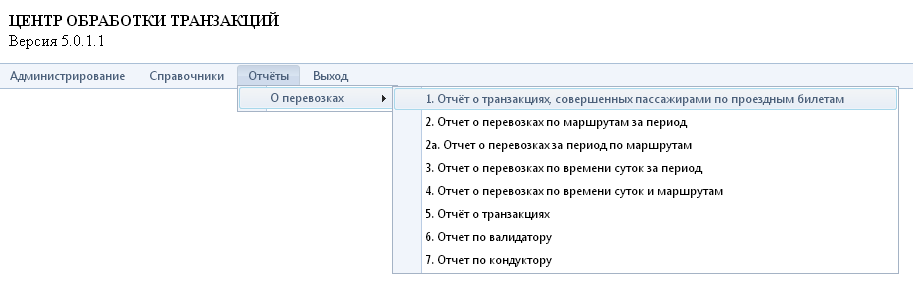 ЦЕНТР ОБРАБОТКИ ТРАНЗАКЦИЙ
Версия 5.0.1.1
Администрирование Справочники Отчёты Выход
О перевозках
1. Отчёт о транзакциях, совершенных пассажирами по проездным билетам
2. Отчет о перевозках по маршрутам за период
2а. Отчет о перевозках за период по маршрутам
3. Отчет о перевозках по времени суток за период
4. Отчет о перевозках по времени суток и маршрутам
5. Отчёт о транзакциях
6. Отчет по валидатору
7. Отчет по кондуктору